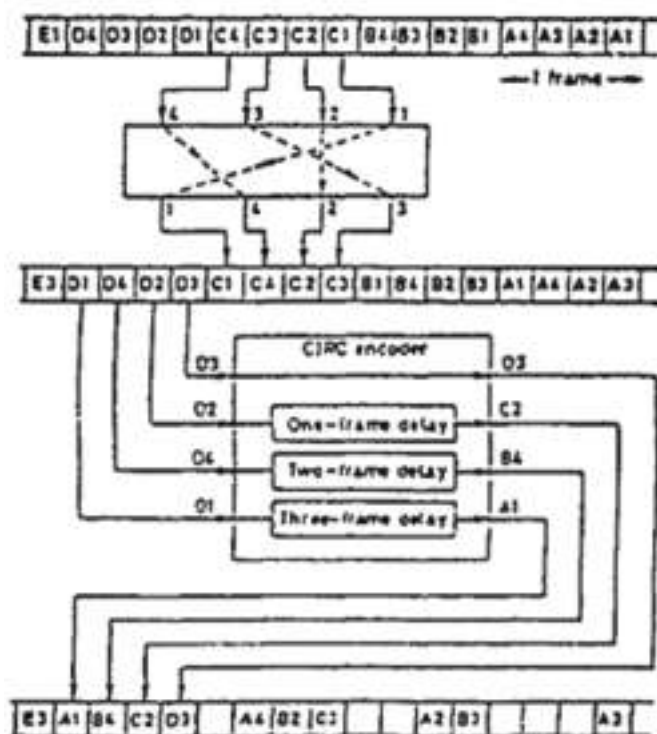 E1 D4 D3 D2 D1 C4 C3 C2 C1 B4 B3 B2 B1 A4 A3 A2 A1
1 frame
4 3 2 1
1 4 2 3
E3 D1 D4 D2 D3 C1 C4 C2 C3 B1 B4 B2 B3 A1 A4 A2 A3
CIRC encoder
D3 D3
D2 One-frame delay C2
D4 Two-frame delay B4
D1 Three-frame delay A1
E3 A1 B4 C2 D3 A4 B2 C3 A2 B3 A3